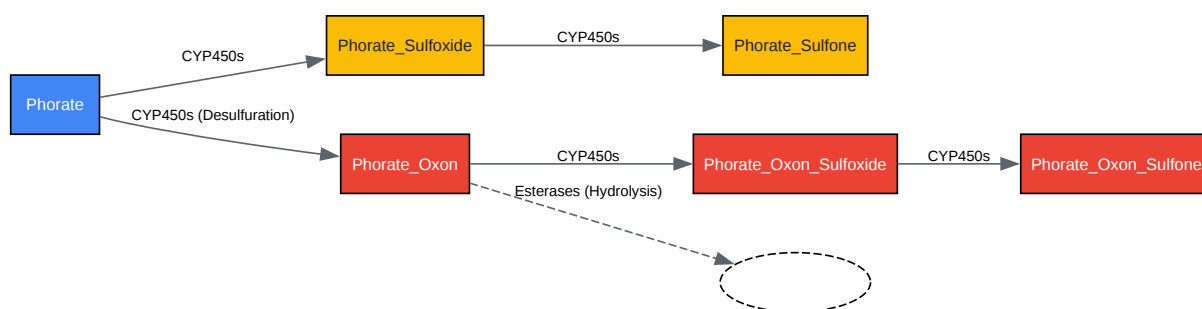 Phorate
CYP450s
Phorate_Sulfoxide
CYP450s
Phorate_Sulfone
CYP450s (Desulfuration)
Phorate_Oxon
CYP450s
Phorate_Oxon_Sulfoxide
CYP450s
Phorate_Oxon_Sulfone
Esterases (Hydrolysis)